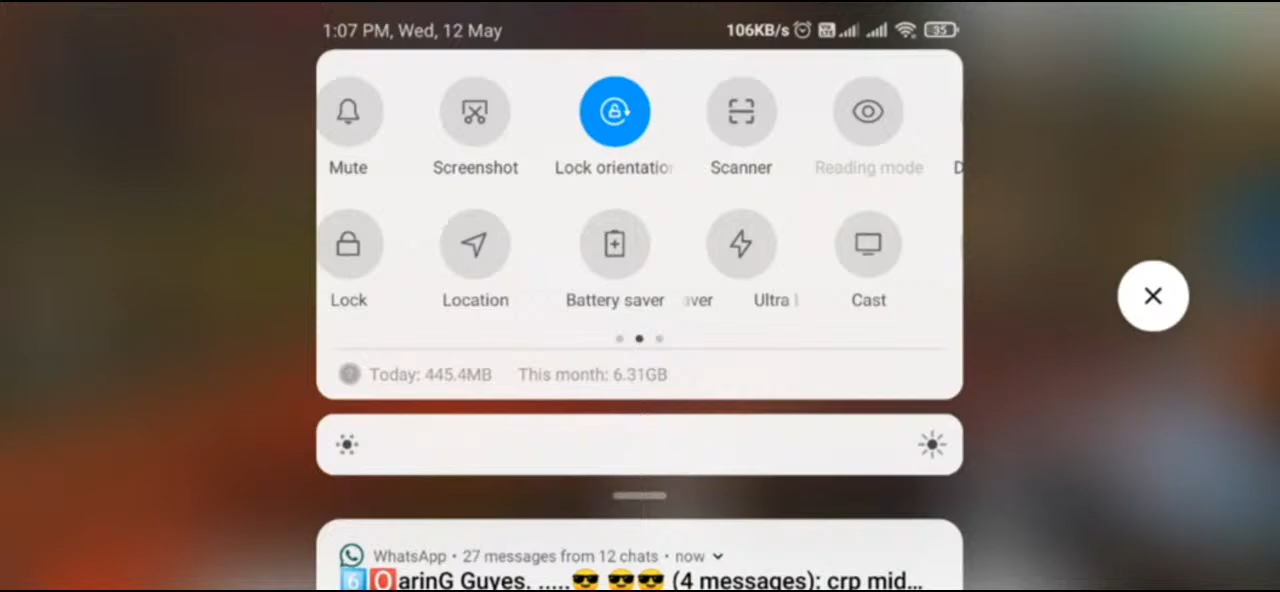 1:07 PM, Wed, 12 May 106KB/s 35
Mute Screenshot Lock orientation Scanner Reading mode D
Lock Location Battery saver aver Ultra
Cast
Today: 445.4MB This month: 6.31GB
WhatsApp • 27 messages from 12 chats • now
6 O arinG Guyes. .....😎 😎😎 (4 messages): crp mid...